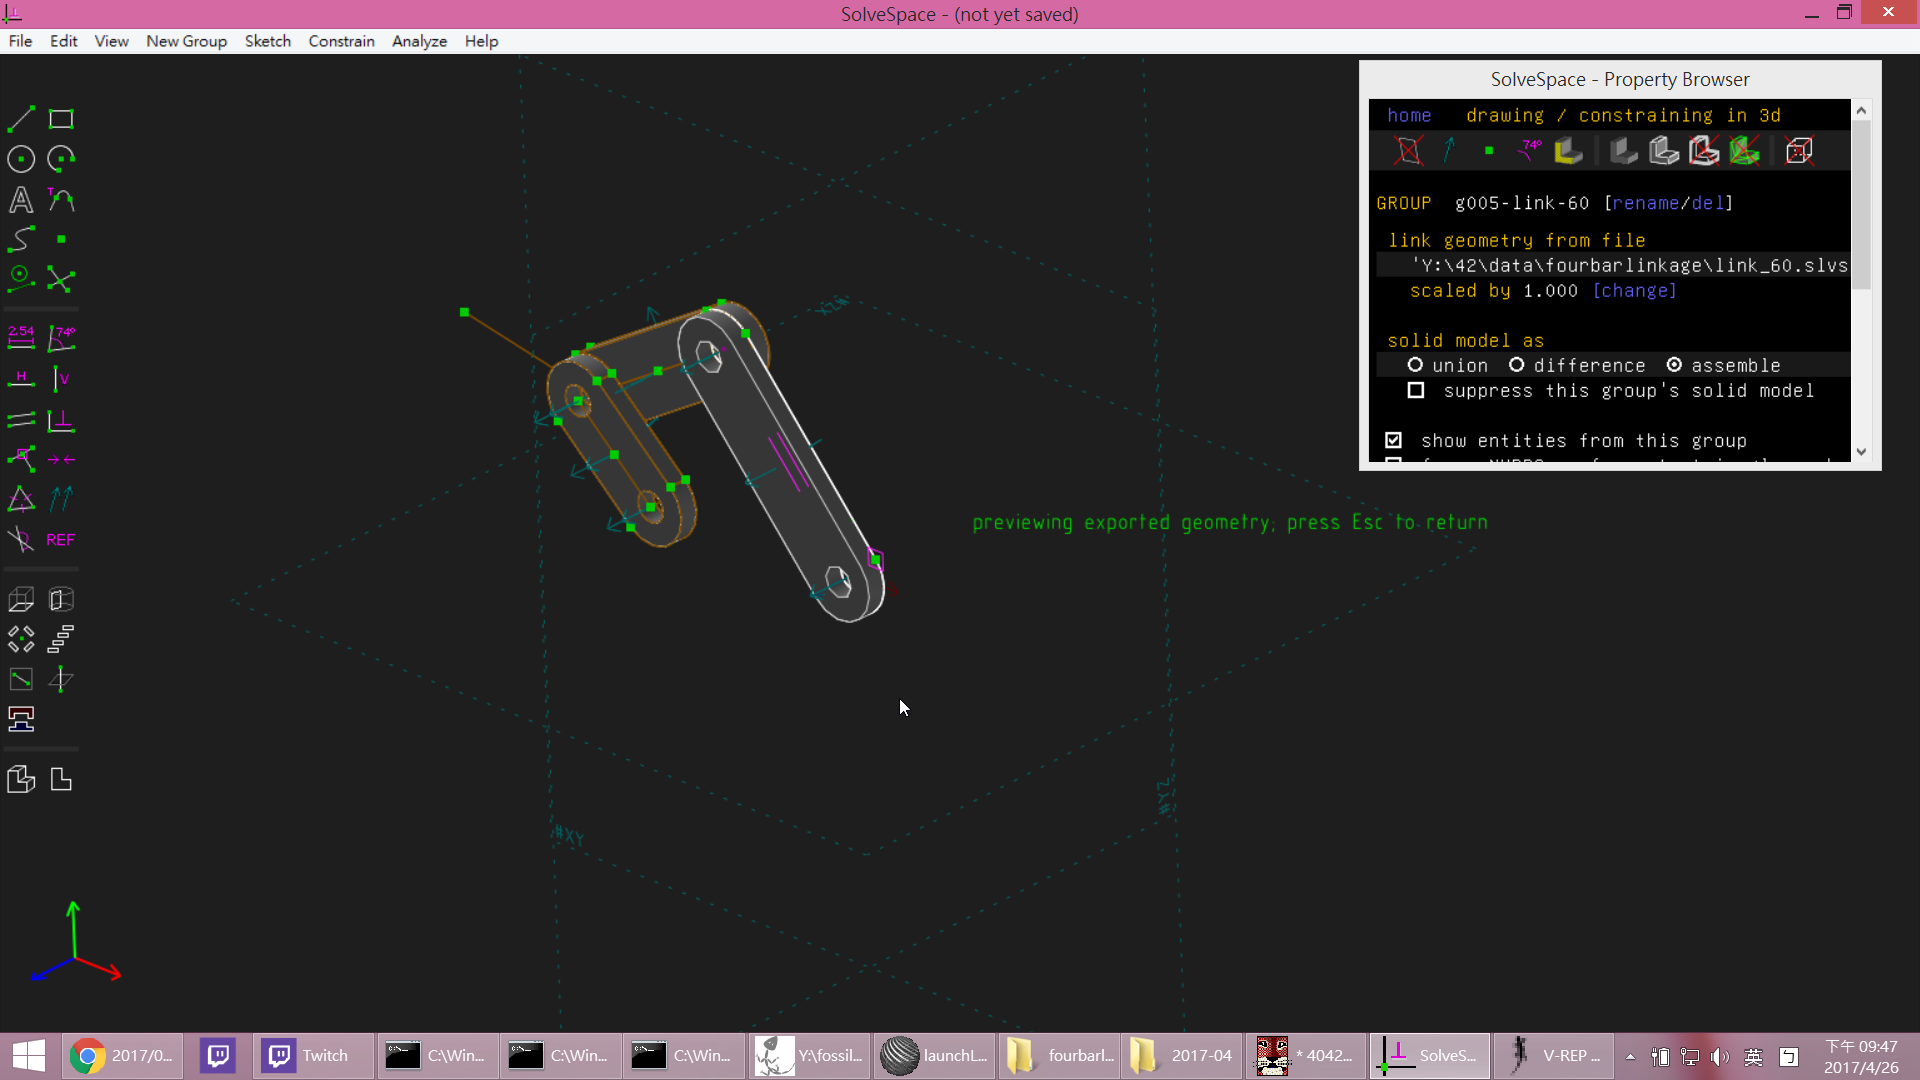 SolveSpace - (not yet saved)
File Edit View New Group Sketch Constrain Analyze Help
SolveSpace - Property Browser
home drawing / constraining in 3d
74°
GROUP g005-link-60 [rename/del]
link geometry from file
'Y:\42\data\fourbarlinkage\link_60.slvs
scaled by 1.000 [change]
solid model as
union difference assemble
suppress this group's solid model
show entities from this group
A T
2.54 74°
H V
REF
previewing exported geometry; press Esc to return
#XY
#YZ
2017/0...
Twitch
C:\Win...
C:\Win...
C:\Win...
Y:\fossil...
launchL...
fourbarl...
2017-04
* 4042...
SolveS...
V-REP ...
英
下午 09:47
2017/4/26